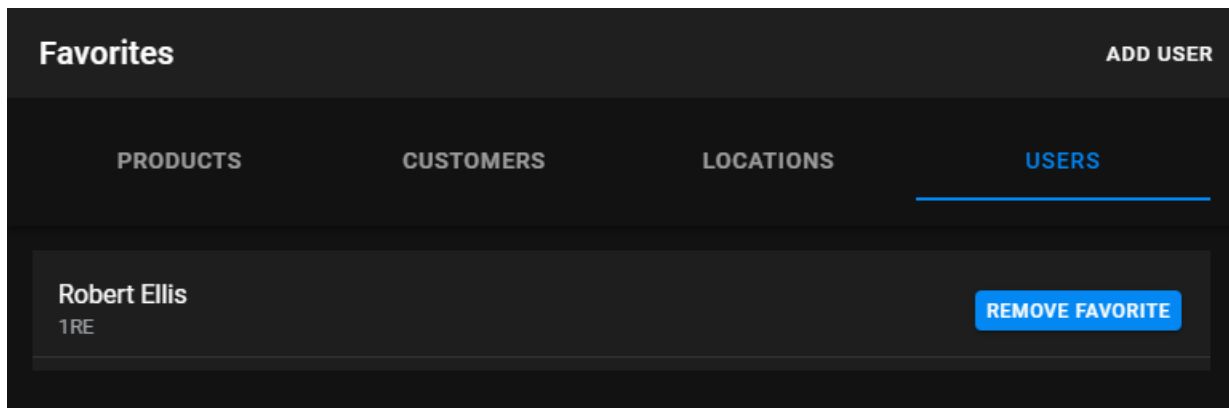 Favorites ADD USER
PRODUCTS CUSTOMERS LOCATIONS USERS
Robert Ellis
1RE
REMOVE FAVORITE